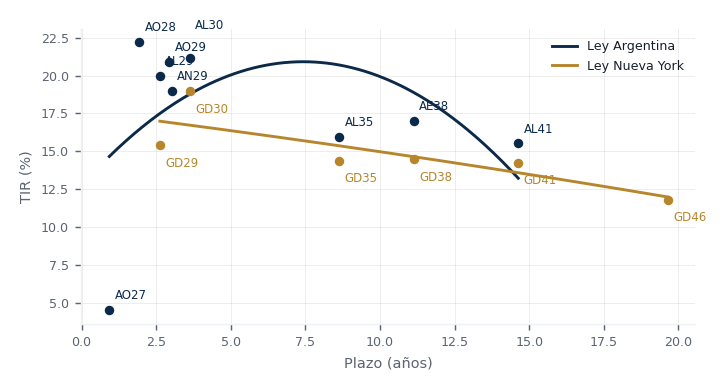 AO28
AL30
AO29
AL29
AN29
GD30
GD29
AL35
AE38
AL41
GD35
GD38
GD41
GD46
AO27
Ley Argentina
Ley Nueva York
TIR (%)
22.5
20.0
17.5
15.0
12.5
10.0
7.5
5.0
0.0 2.5 5.0 7.5 10.0 12.5 15.0 17.5 20.0
Plazo (años)